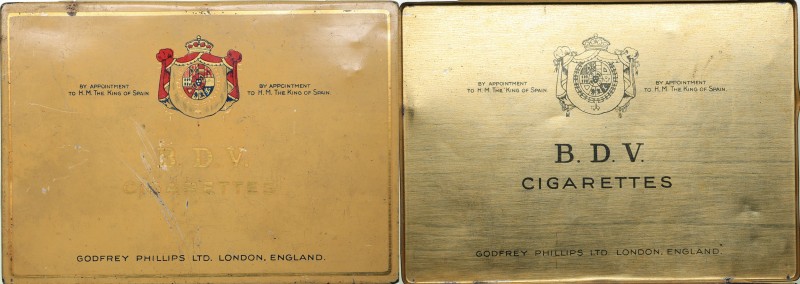 BY APPOINTMENT
TO H.M. THE KING OF SPAIN
BY APPOINTMENT
TO H.M. THE KING OF SPAIN.
B. D. V.
CIGARETTES
GODFREY PHILLIPS LTD. LONDON, ENGLAND.
BY APPOINTMENT
TO H.M. THE KING OF SPAIN
BY APPOINTMENT
TO H.M. THE KING OF SPAIN.
B. D. V.
CIGARETTES
GODFREY PHILLIPS LTD. LONDON, ENGLAND.